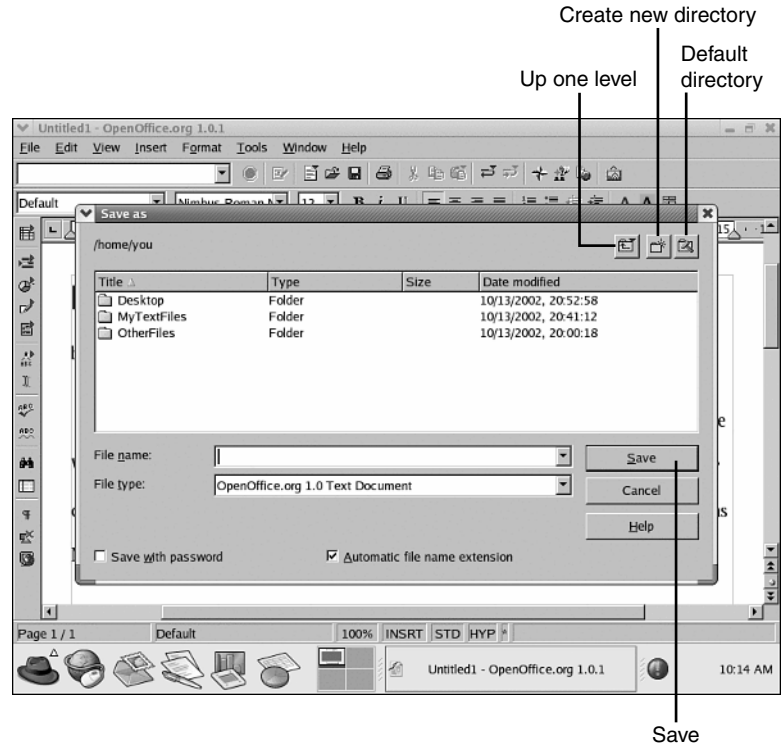 Create new directory
Default
directory
Up one level
Untitled1 - OpenOffice.org 1.0.1
File Edit View Insert Format Tools Window Help
Default Nimbus Roman N 12 B i U A A
Save as
15
/home/you
Title Type Size Date modified
Desktop Folder 10/13/2002, 20:52:58
MyTextFiles Folder 10/13/2002, 20:41:12
OtherFiles Folder 10/13/2002, 20:00:18
File name: Save
File type: OpenOffice.org 1.0 Text Document Cancel
Help
Save with password Automatic file name extension
Page 1 / 1 Default 100% INSRT STD HYP *
Untitled1 - OpenOffice.org 1.0.1 10:14 AM
Save